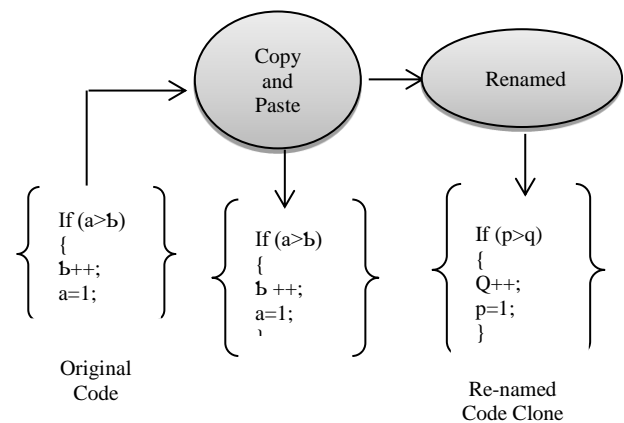 Copy
and
Paste
Renamed
If (a>Ь)
{
Ь++;
a=1;
If (a>Ь)
{
Ь ++;
a=1;
If (p>q)
{
Q++;
p=1;
}
Original
Code
Re-named
Code Clone